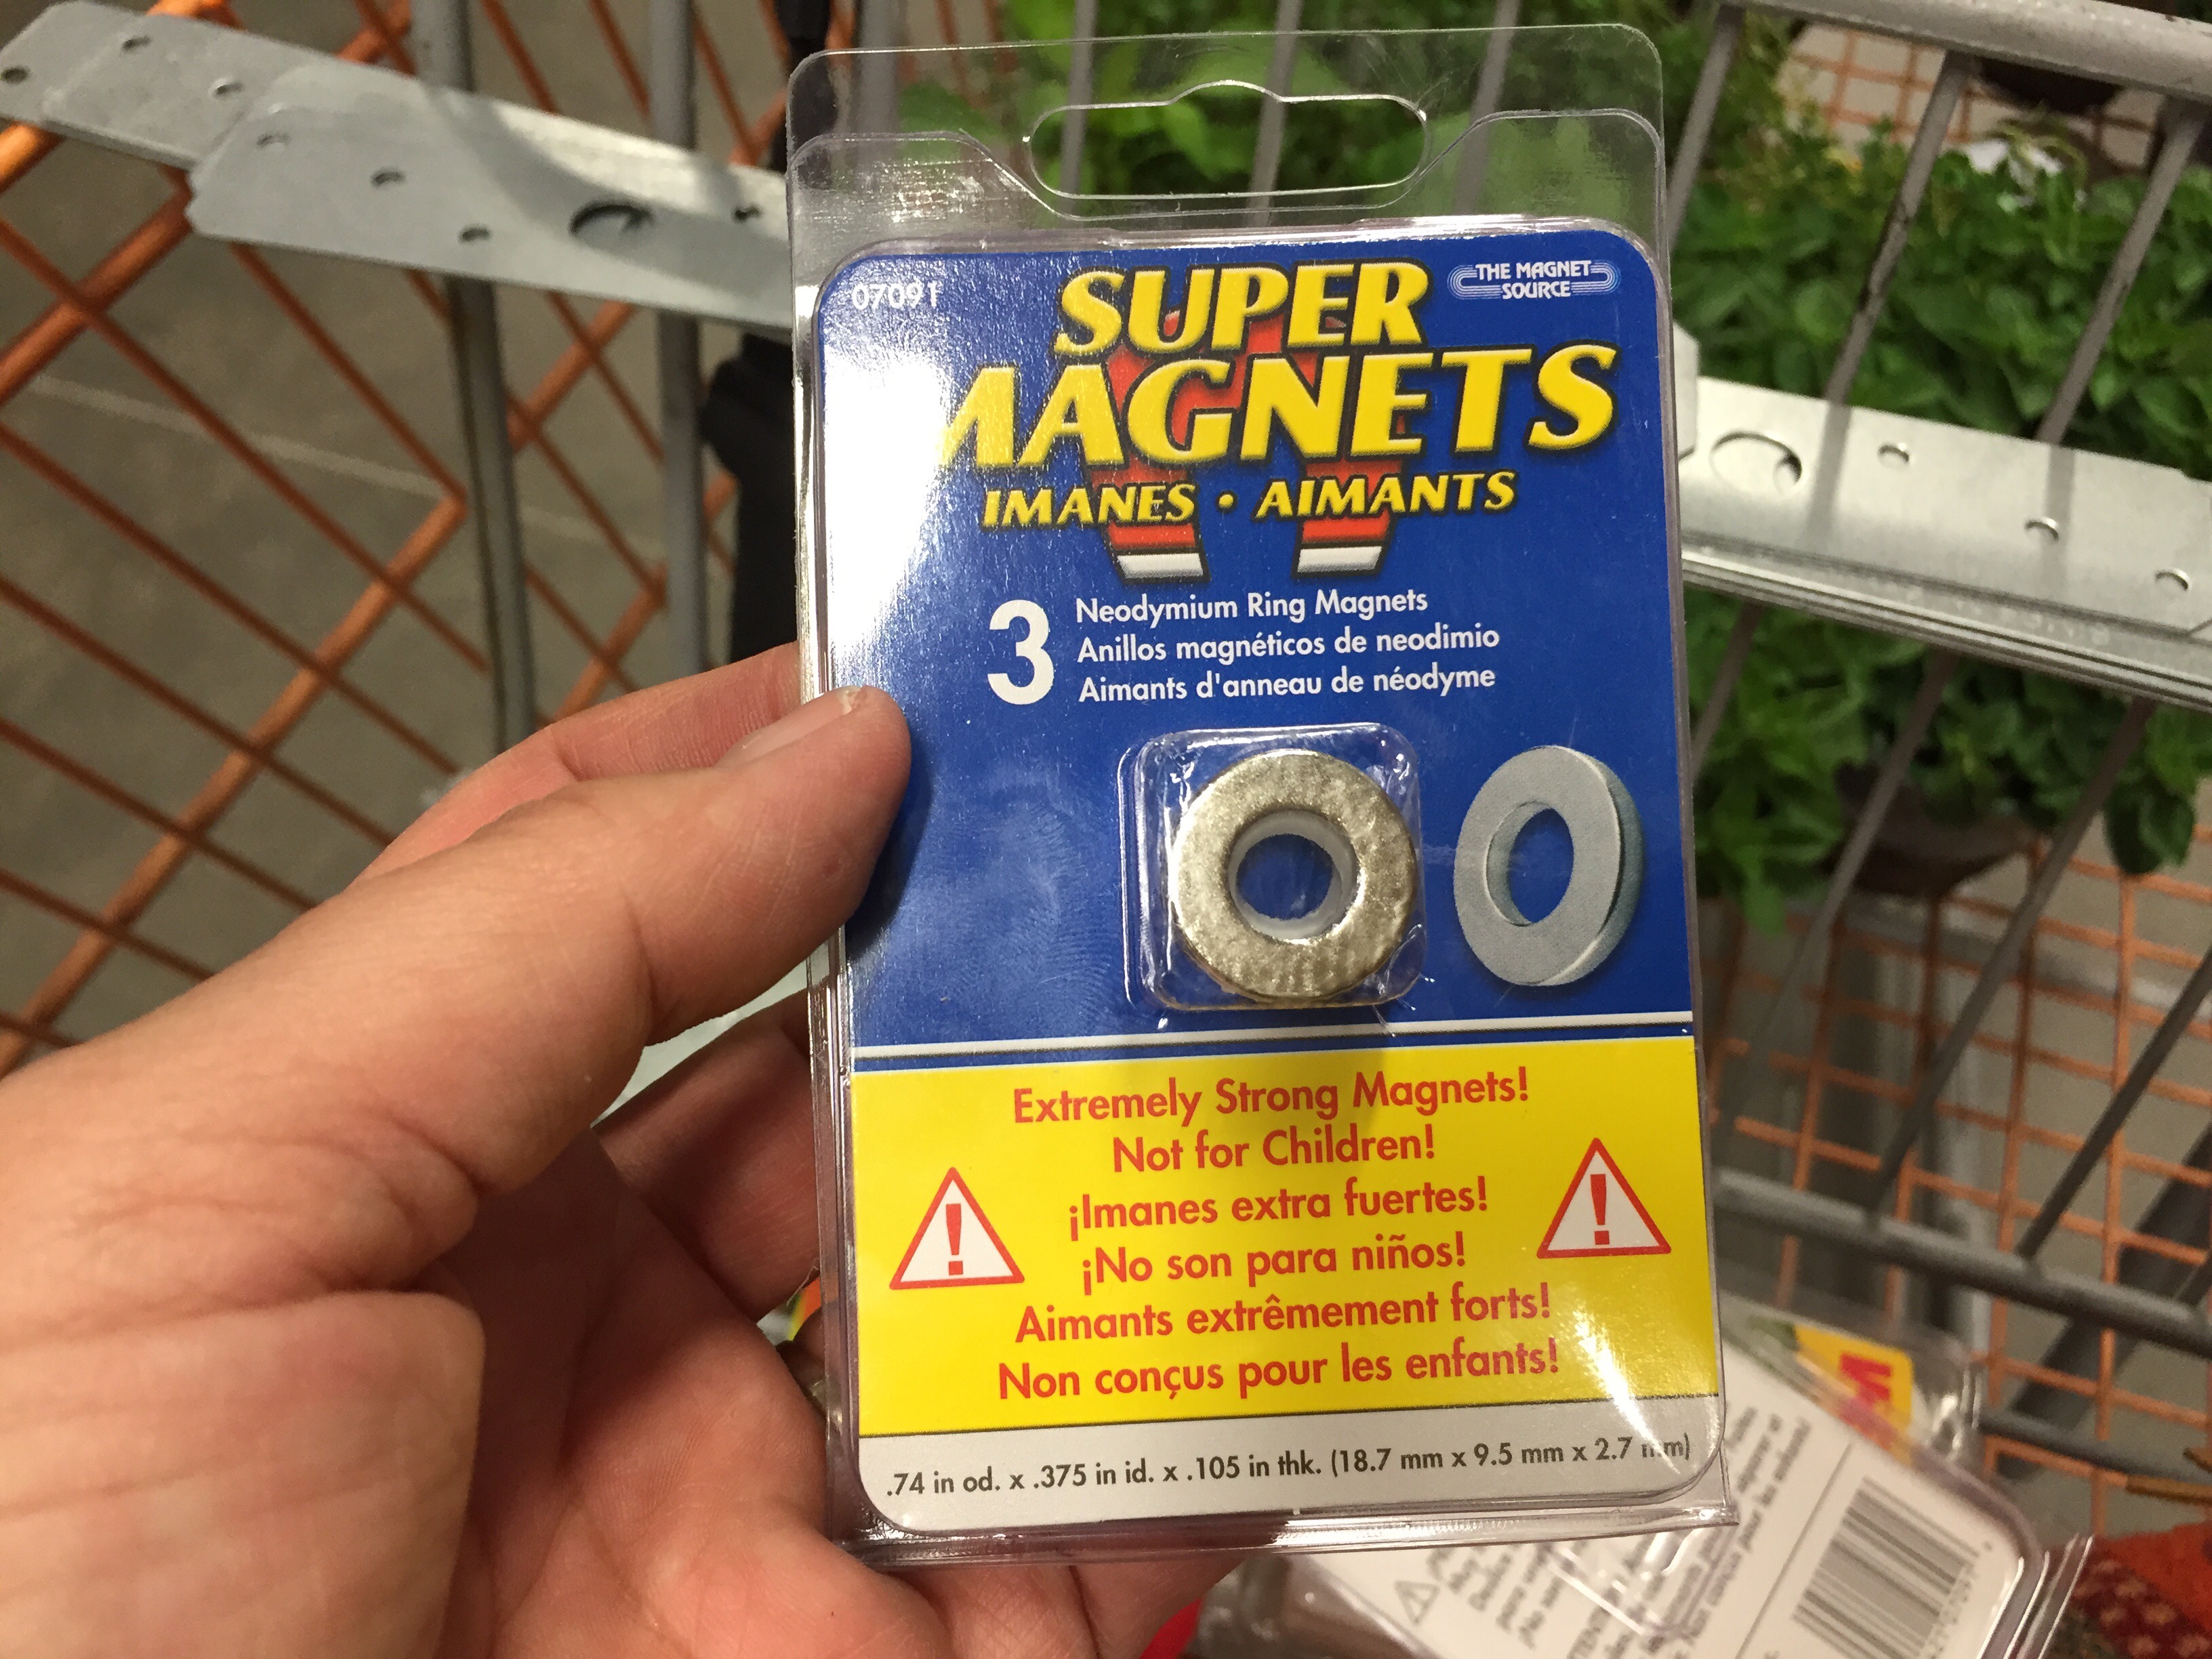 07091
THE MAGNET
SOURCE
SUPER
MAGNETS
IMANES • AIMANTS
3
Neodymium Ring Magnets
Anillos magnéticos de neodimio
Aimants d'anneau de néodyme
Extremely Strong Magnets!
Not for Children!
¡Imanes extra fuertes!
¡No son para niños!
Aimants extrêmement forts!
Non conçus pour les enfants!
.74 in od. x .375 in id. x .105 in thk. (18.7 mm x 9.5 mm x 2.7 mm)